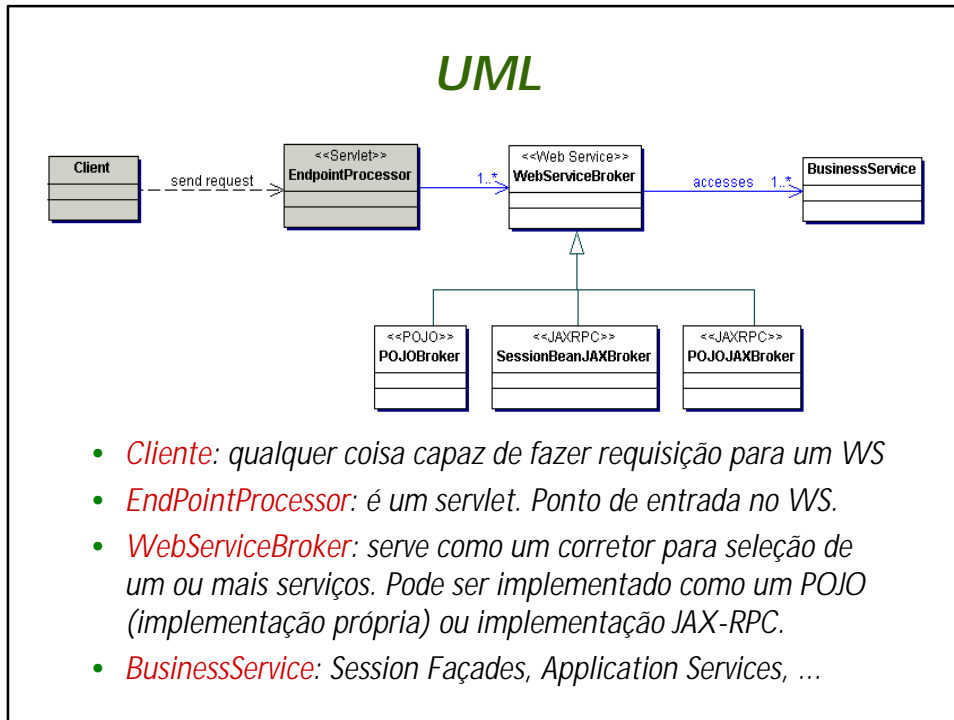 UML
Client
send request
<<Servlet>>
EndpointProcessor
1..*
<<Web Service>>
WebServiceBroker
accesses
1..*
BusinessService
<<POJO>>
POJOBroker
<<JAXRPC>>
SessionBeanJAXBroker
<<JAXRPC>>
POJOJAXBroker
• Cliente: qualquer coisa capaz de fazer requisição para um WS
• EndPointProcessor: é um servlet. Ponto de entrada no WS.
• WebServiceBroker: serve como um corretor para seleção de
um ou mais serviços. Pode ser implementado como um POJO
(implementação própria) ou implementação JAX-RPC.
• BusinessService: Session Façades, Application Services, ...